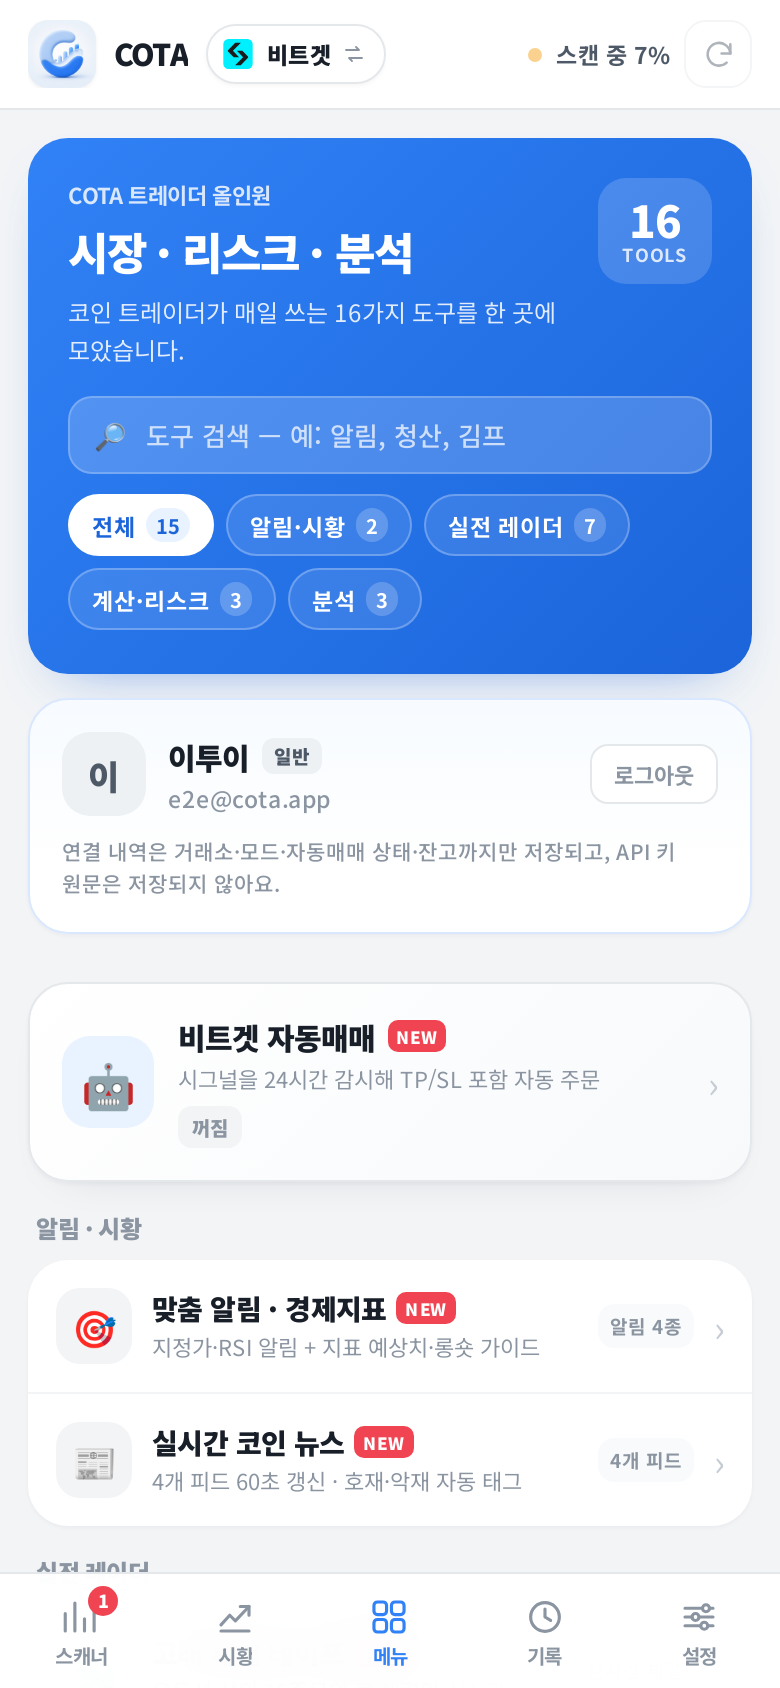 COTA
비트겟
스캔 중 7%
COTA 트레이더 올인원
시장 · 리스크 · 분석
16
TOOLS
코인 트레이더가 매일 쓰는 16가지 도구를 한 곳에
모았습니다.
도구 검색 — 예: 알림, 청산, 김프
전체 15
알림·시황 2
실전 레이더 7
계산·리스크 3
분석 3
이
이투이 일반
e2e@cota.app
로그아웃
연결 내역은 거래소·모드·자동매매 상태·잔고까지만 저장되고, API 키
원문은 저장되지 않아요.
비트겟 자동매매 NEW
시그널을 24시간 감시해 TP/SL 포함 자동 주문
꺼짐
알림 · 시황
맞춤 알림 · 경제지표 NEW
지정가·RSI 알림 + 지표 예상치·롱숏 가이드
알림 4종
실시간 코인 뉴스 NEW
4개 피드 60초 갱신 · 호재·악재 자동 태그
4개 피드
실전 레이더
1
스캐너
시황
메뉴
기록
설정